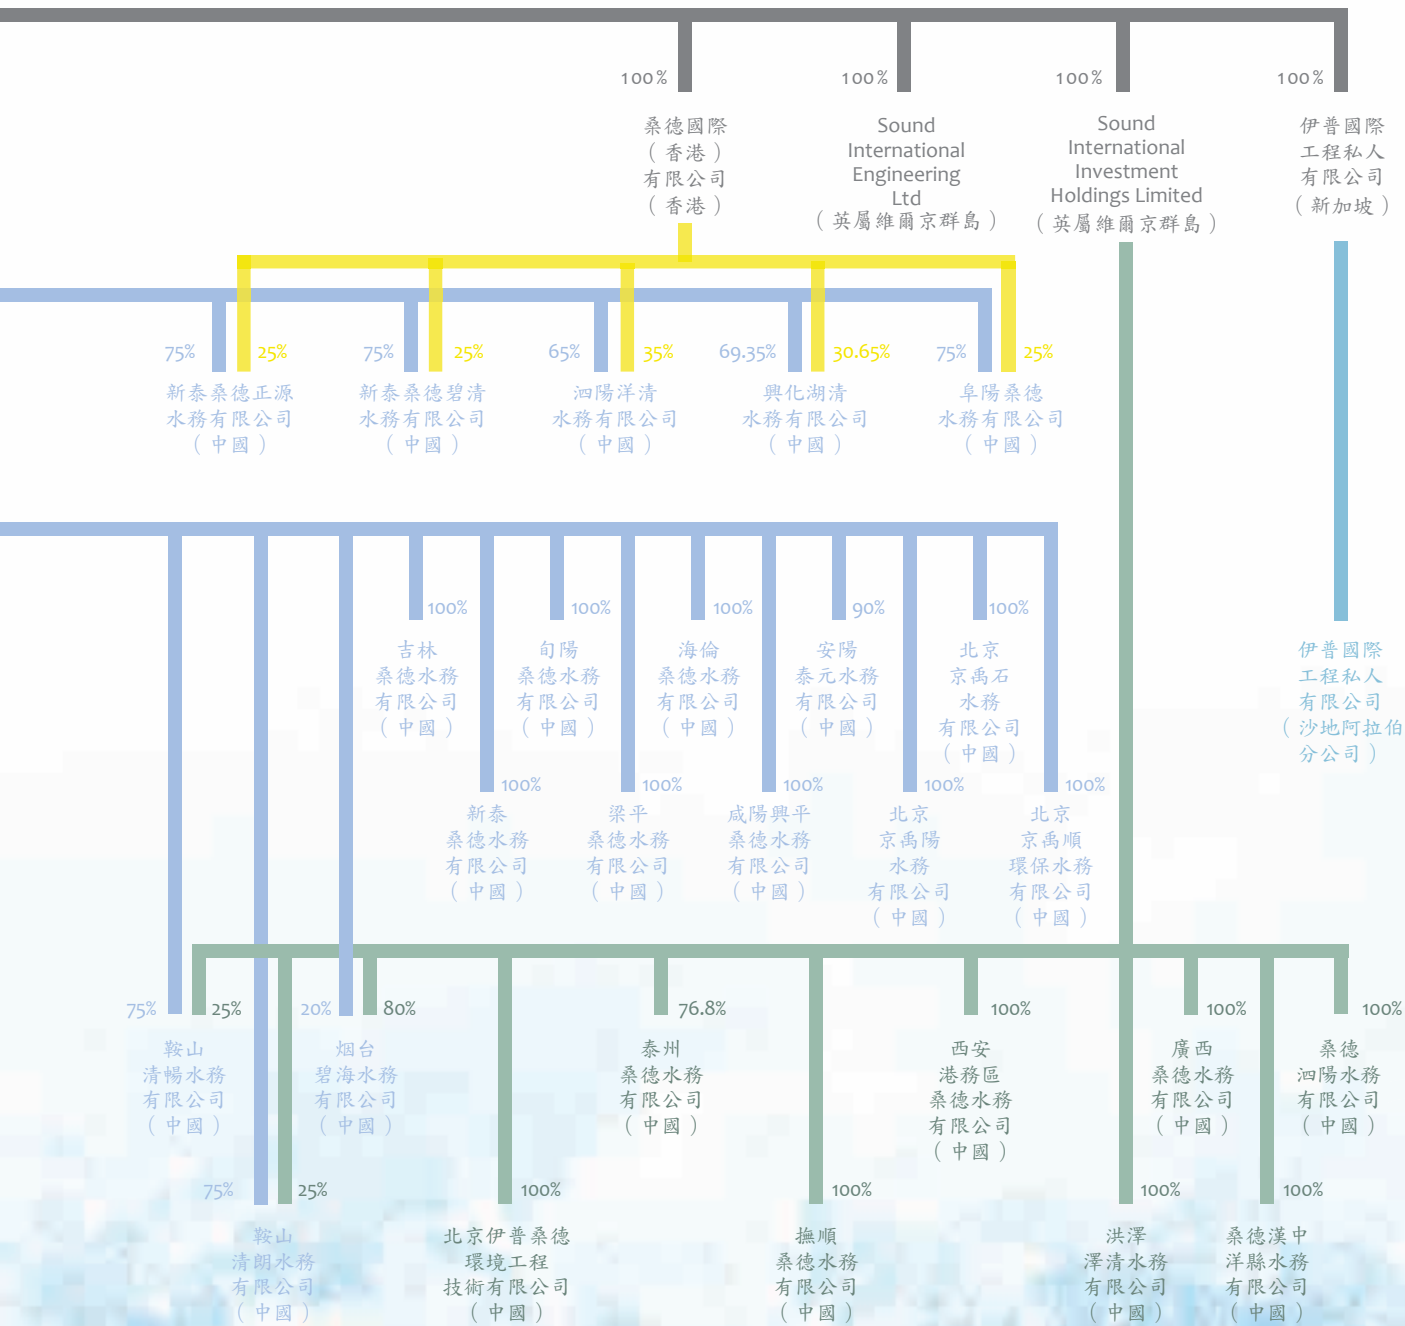 100%
桑德國際
（香港）
有限公司
（香港）
100%
Sound
International
Engineering
Ltd
（英屬維爾京群島）
100%
Sound
International
Investment
Holdings Limited
（英屬維爾京群島）
100%
伊普國際
工程私人
有限公司
（新加坡）
75%
25%
新泰桑德正源
水務有限公司
（中國）
75%
25%
新泰桑德碧清
水務有限公司
（中國）
65%
35%
泗陽洋清
水務有限公司
（中國）
69.35%
30.65%
興化湖清
水務有限公司
（中國）
75%
25%
阜陽桑德
水務有限公司
（中國）
100%
吉林
桑德水務
有限公司
（中國）
100%
旬陽
桑德水務
有限公司
（中國）
100%
海倫
桑德水務
有限公司
（中國）
90%
安陽
泰元水務
有限公司
（中國）
100%
北京
京禹石
水務
有限公司
（中國）
伊普國際
工程私人
有限公司
（沙地阿拉伯
分公司）
100%
新泰
桑德水務
有限公司
（中國）
100%
梁平
桑德水務
有限公司
（中國）
100%
咸陽興平
桑德水務
有限公司
（中國）
100%
北京
京禹陽
水務
有限公司
（中國）
100%
北京
京禹順
環保水務
有限公司
（中國）
75%
25%
鞍山
清暢水務
有限公司
（中國）
20%
80%
烟台
碧海水務
有限公司
（中國）
76.8%
泰州
桑德水務
有限公司
（中國）
100%
西安
港務區
桑德水務
有限公司
（中國）
100%
廣西
桑德水務
有限公司
（中國）
100%
桑德
泗陽水務
有限公司
（中國）
75%
25%
鞍山
清朗水務
有限公司
（中國）
100%
北京伊普桑德
環境工程
技術有限公司
（中國）
100%
撫順
桑德水務
有限公司
（中國）
100%
洪澤
澤清水務
有限公司
（中國）
100%
桑德漢中
洋縣水務
有限公司
（中國）